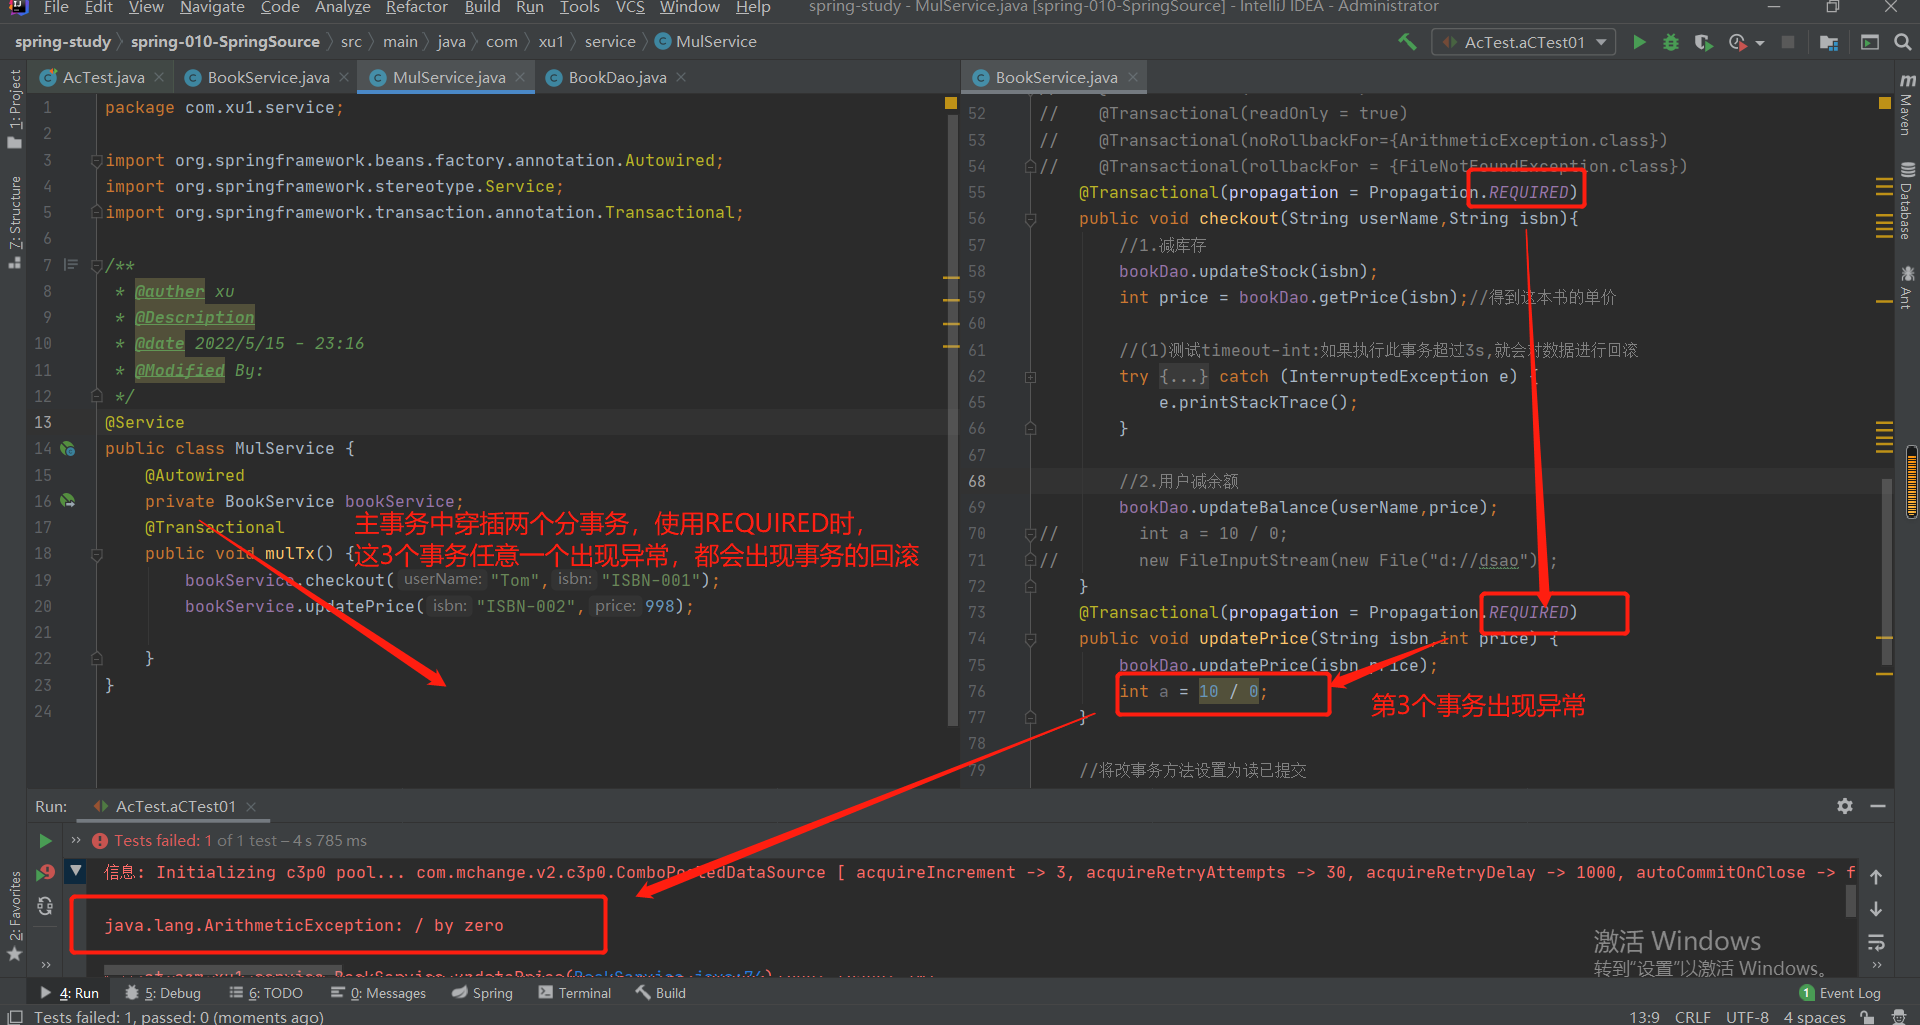 File Edit View Navigate Code Analyze Refactor Build Run Tools VCS Window Help spring-study - MulService.java [spring-010-SpringSource] - IntelliJ IDEA - Administrator
spring-study spring-010-SpringSource src main java com xu1 service MulService AcTest.aCTest01
AcTest.java BookService.java MulService.java BookDao.java
1: Project
7: Structure
2: Favorites
1 package com.xu1.service;
2
3 import org.springframework.beans.factory.annotation.Autowired;
4 import org.springframework.stereotype.Service;
5 import org.springframework.transaction.annotation.Transactional;
6
7 /**
8 * @auther xu
9 * @Description
10 * @date 2022/5/15 - 23:16
11 * @Modified By:
12 */
13 @Service
14 public class MulService {
15 @Autowired
16 private BookService bookService;
17 @Transactional
18 public void mulTx() {
19 bookService.checkout( userName: "Tom", isbn: "ISBN-001");
20 bookService.updatePrice( isbn: "ISBN-002", price: 998);
21
22 }
23 }
24
主事务中穿插两个分事务，使用REQUIRED时，
这3个事务任意一个出现异常，都会出现事务的回滚
BookService.java
52 // @Transactional(readOnly = true)
53 // @Transactional(noRollbackFor={ArithmeticException.class})
54 // @Transactional(rollbackFor = {FileNotFoundException.class})
55 @Transactional(propagation = Propagation.REQUIRED)
56 public void checkout(String userName,String isbn){
57 //1.减库存
58 bookDao.updateStock(isbn);
59 int price = bookDao.getPrice(isbn);//得到这本书的单价
60
61 //(1)测试timeout-int:如果执行此事务超过3s,就会对数据进行回滚
62 try {...} catch (InterruptedException e) {
65 e.printStackTrace();
66 }
67
68 //2.用户减余额
69 bookDao.updateBalance(userName,price);
70 // int a = 10 / 0;
71 // new FileInputStream(new File("d://dsao"));
72 }
73 @Transactional(propagation = Propagation.REQUIRED)
74 public void updatePrice(String isbn,int price) {
75 bookDao.updatePrice(isbn,price);
76 int a = 10 / 0;
77 }
78
79 //将改事务方法设置为读已提交
第3个事务出现异常
Maven
Database
Ant
Run: AcTest.aCTest01
Tests failed: 1 of 1 test – 4 s 785 ms
信息: Initializing c3p0 pool... com.mchange.v2.c3p0.ComboPooledDataSource [ acquireIncrement -> 3, acquireRetryAttempts -> 30, acquireRetryDelay -> 1000, autoCommitOnClose -> f
java.lang.ArithmeticException: / by zero
激活 Windows
转到“设置”以激活 Windows。
4: Run 5: Debug 6: TODO 0: Messages Spring Terminal Build 1 Event Log
Tests failed: 1, passed: 0 (moments ago) 13:9 CRLF UTF-8 4 spaces